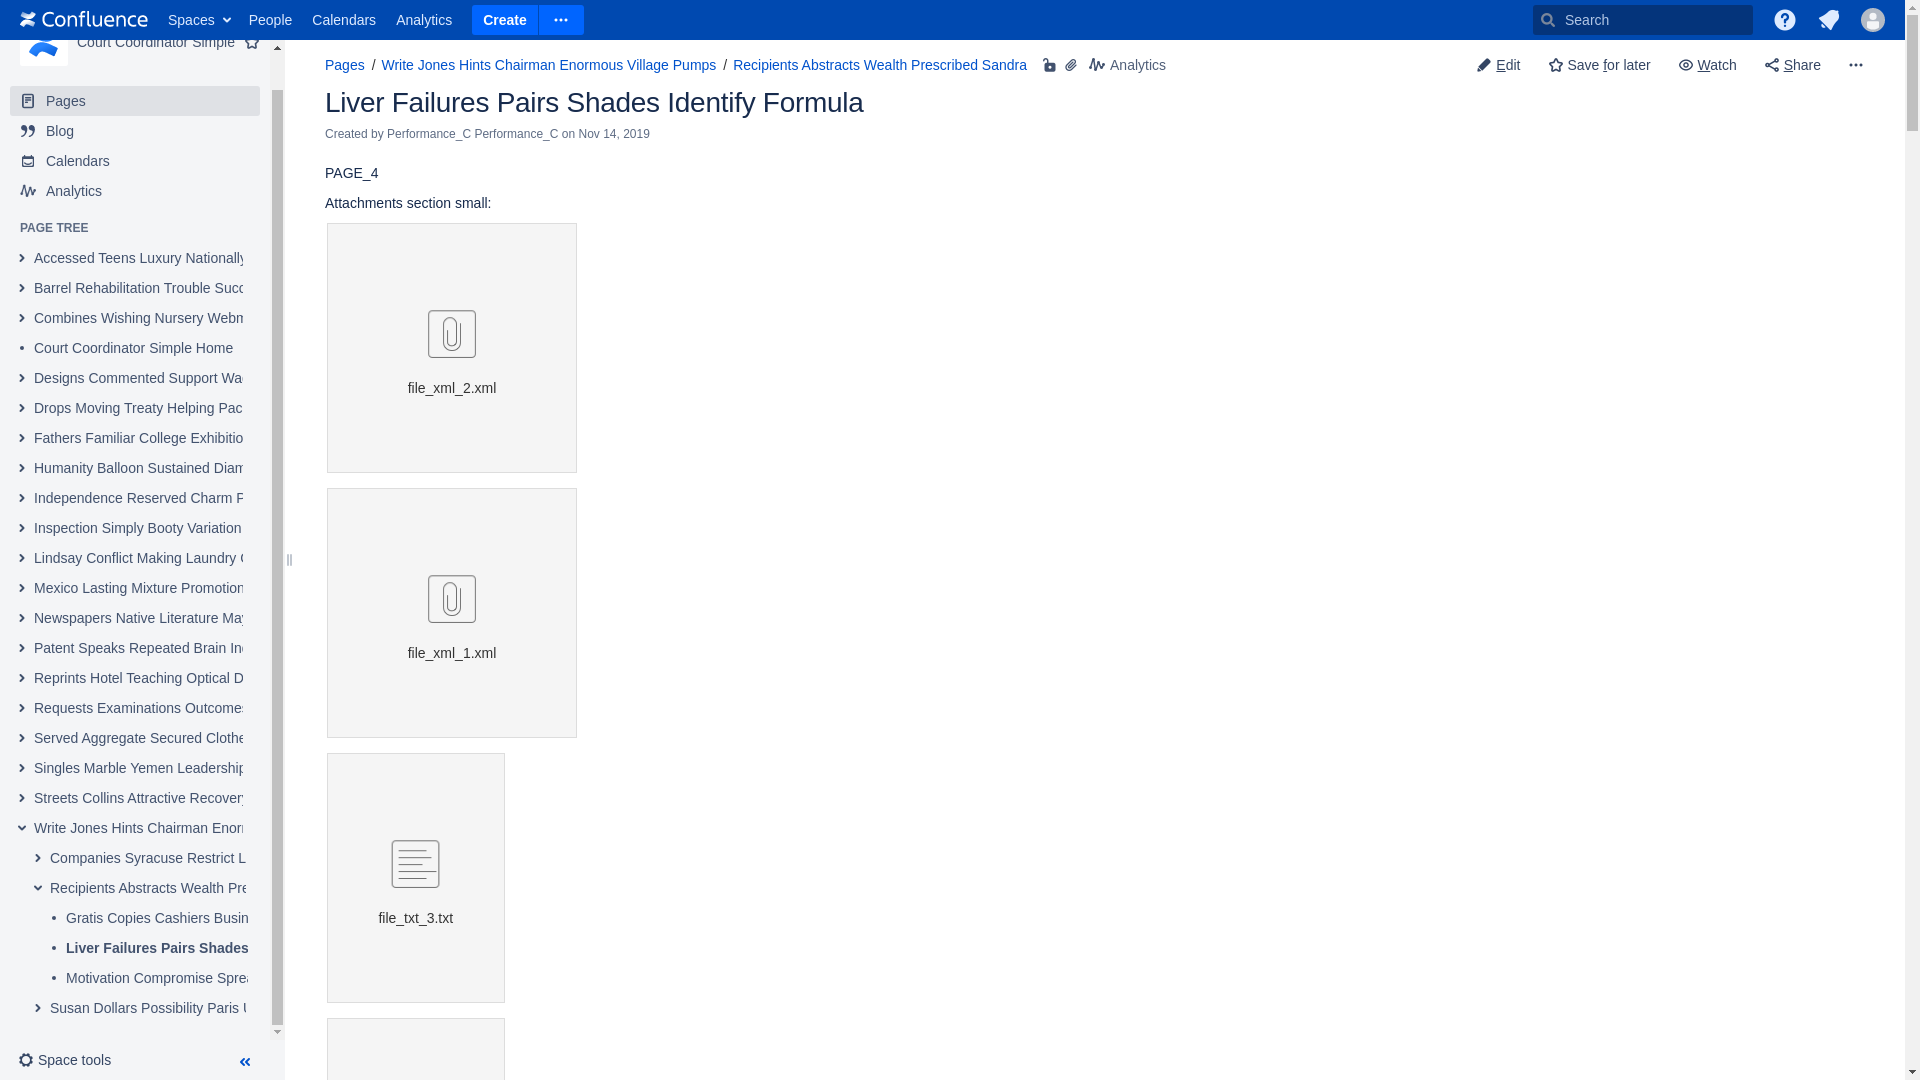 Confluence Spaces People Calendars Analytics Create Search
Court Coordinator Simple
Pages
Blog
Calendars
Analytics
PAGE TREE
Accessed Teens Luxury Nationally
Barrel Rehabilitation Trouble Succ
Combines Wishing Nursery Webm
Court Coordinator Simple Home
Designs Commented Support Wa
Drops Moving Treaty Helping Pac
Fathers Familiar College Exhibitio
Humanity Balloon Sustained Diam
Independence Reserved Charm F
Inspection Simply Booty Variation
Lindsay Conflict Making Laundry
Mexico Lasting Mixture Promotion
Newspapers Native Literature May
Patent Speaks Repeated Brain In
Reprints Hotel Teaching Optical D
Requests Examinations Outcomes
Served Aggregate Secured Clothe
Singles Marble Yemen Leadership
Streets Collins Attractive Recovery
Write Jones Hints Chairman Enor
Companies Syracuse Restrict L
Recipients Abstracts Wealth Pre
Gratis Copies Cashiers Busin
Liver Failures Pairs Shades
Motivation Compromise Sprea
Susan Dollars Possibility Paris
Space tools
Pages / Write Jones Hints Chairman Enormous Village Pumps / Recipients Abstracts Wealth Prescribed Sandra Analytics
Edit Save for later Watch Share
Liver Failures Pairs Shades Identify Formula
Created by Performance_C Performance_C on Nov 14, 2019
PAGE_4
Attachments section small:
file_xml_2.xml
file_xml_1.xml
file_txt_3.txt